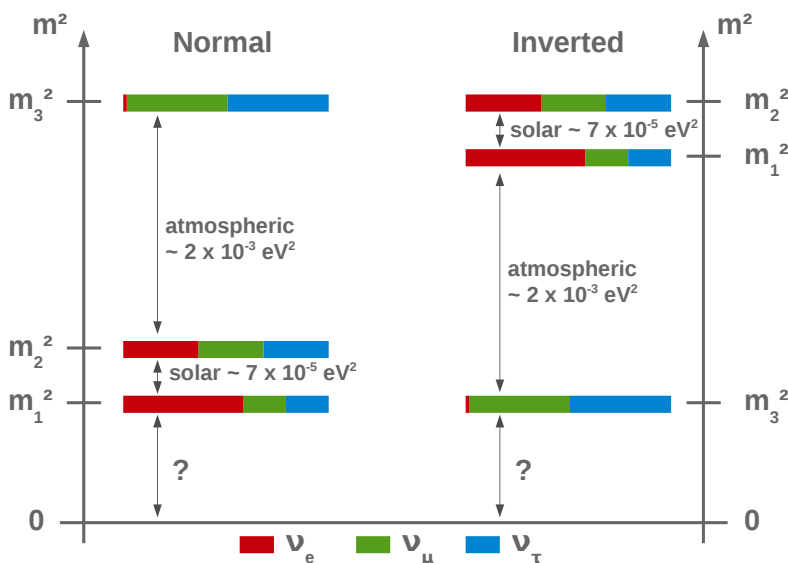 m²
Normal
Inverted
m²
m₃²
m₂²
solar ~ 7 x 10⁻⁵ eV²
m₁²
atmospheric
~ 2 x 10⁻³ eV²
atmospheric
~ 2 x 10⁻³ eV²
m₂²
solar ~ 7 x 10⁻⁵ eV²
m₁²
m₃²
?
?
0
0
νₑ
ν_μ
ν_τ